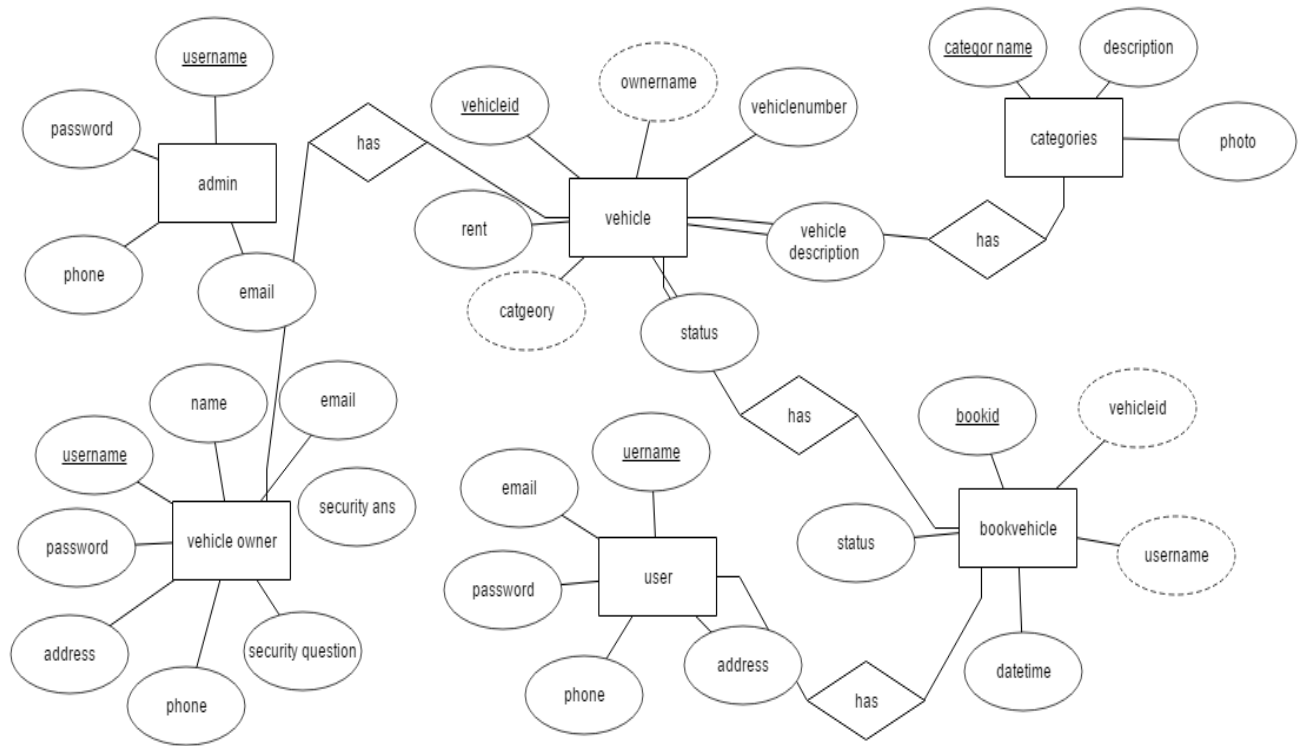 username
password
admin
phone
email
has
vehicleid
ownername
vehiclenumber
vehicle
rent
vehicle
description
catgeory
status
categor name
description
categories
photo
has
has
name
email
username
security ans
password
vehicle owner
address
security question
phone
uername
email
user
password
address
phone
has
bookid
vehicleid
status
bookvehicle
username
datetime